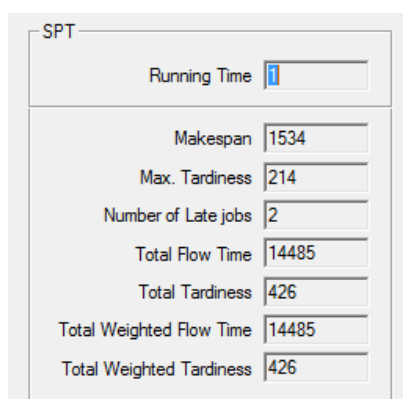 SPT
Running Time 1
Makespan 1534
Max. Tardiness 214
Number of Late jobs 2
Total Flow Time 14485
Total Tardiness 426
Total Weighted Flow Time 14485
Total Weighted Tardiness 426